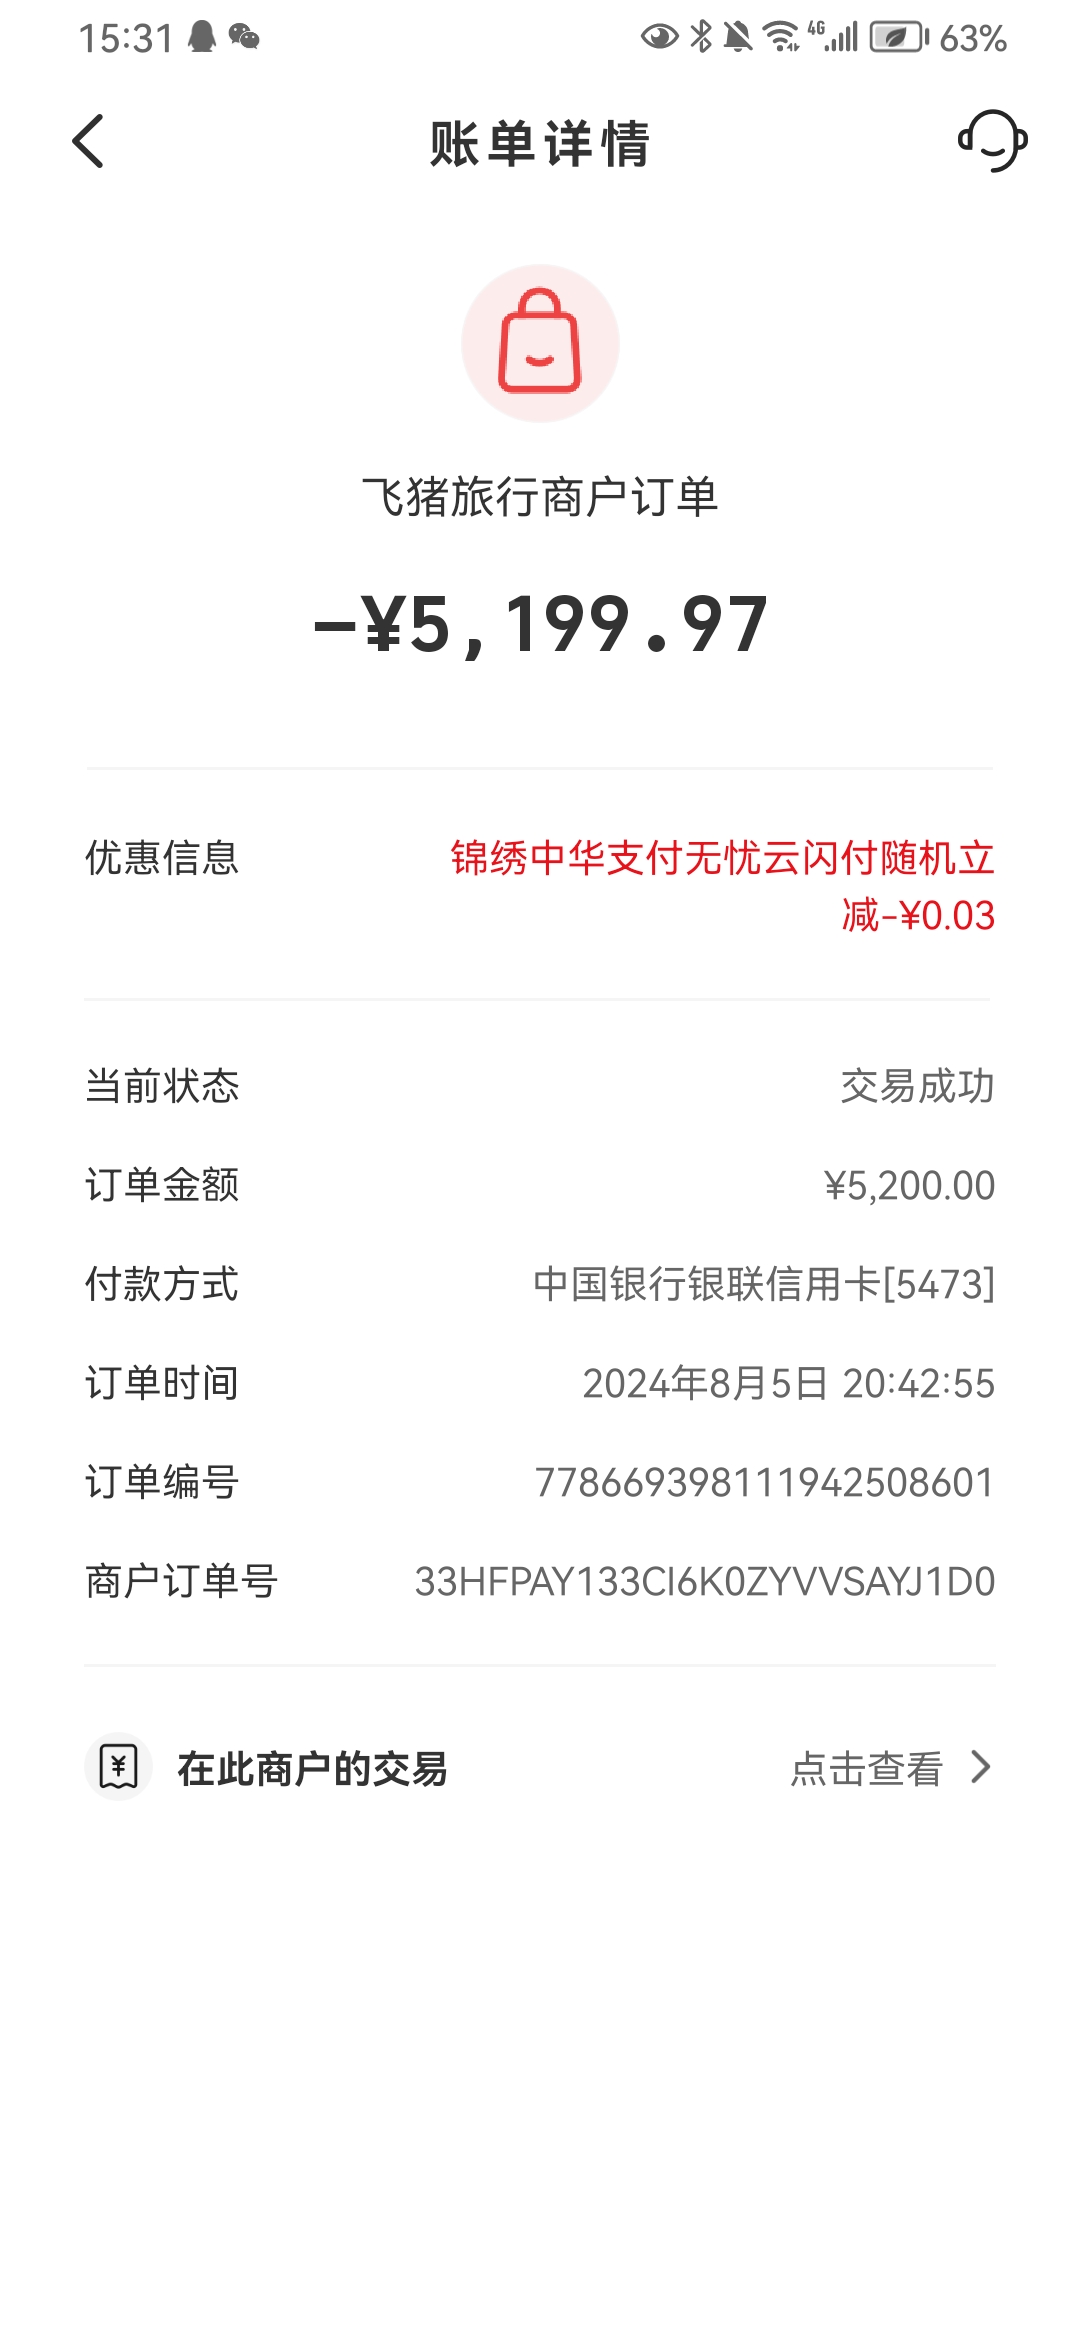 15:31
4G
63%
账单详情
飞猪旅行商户订单
-¥5,199.97
优惠信息 锦绣中华支付无忧云闪付随机立
减-¥0.03
当前状态 交易成功
订单金额 ¥5,200.00
付款方式 中国银行银联信用卡[5473]
订单时间 2024年8月5日 20:42:55
订单编号 778669398111942508601
商户订单号 33HFPAY133CI6K0ZYVVSAYJ1D0
¥ 在此商户的交易 点击查看